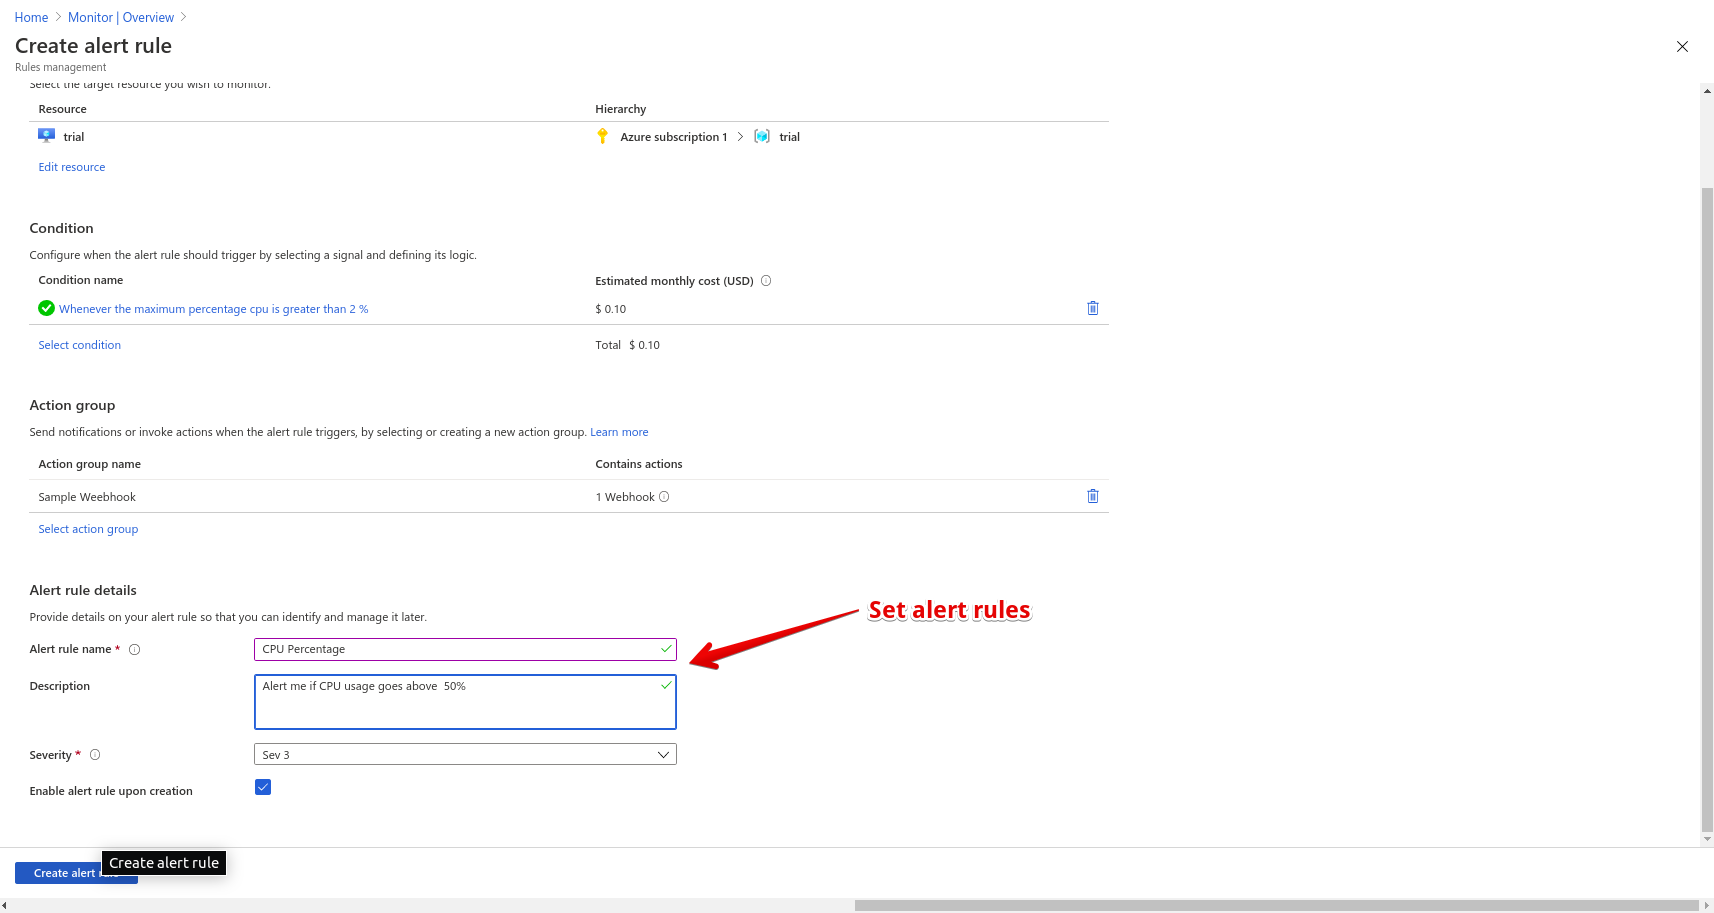 Home > Monitor | Overview >
Create alert rule
Rules management
Select the target resource you wish to monitor.
Resource Hierarchy
trial Azure subscription 1 > trial
Edit resource
Condition
Configure when the alert rule should trigger by selecting a signal and defining its logic.
Condition name Estimated monthly cost (USD)
Whenever the maximum percentage cpu is greater than 2 % $ 0.10
Select condition Total $ 0.10
Action group
Send notifications or invoke actions when the alert rule triggers, by selecting or creating a new action group. Learn more
Action group name Contains actions
Sample Weebhook 1 Webhook
Select action group
Alert rule details
Set alert rules
Provide details on your alert rule so that you can identify and manage it later.
Alert rule name * CPU Percentage
Description Alert me if CPU usage goes above  50%
Severity * Sev 3
Enable alert rule upon creation
Create alert rule
Create alert rule